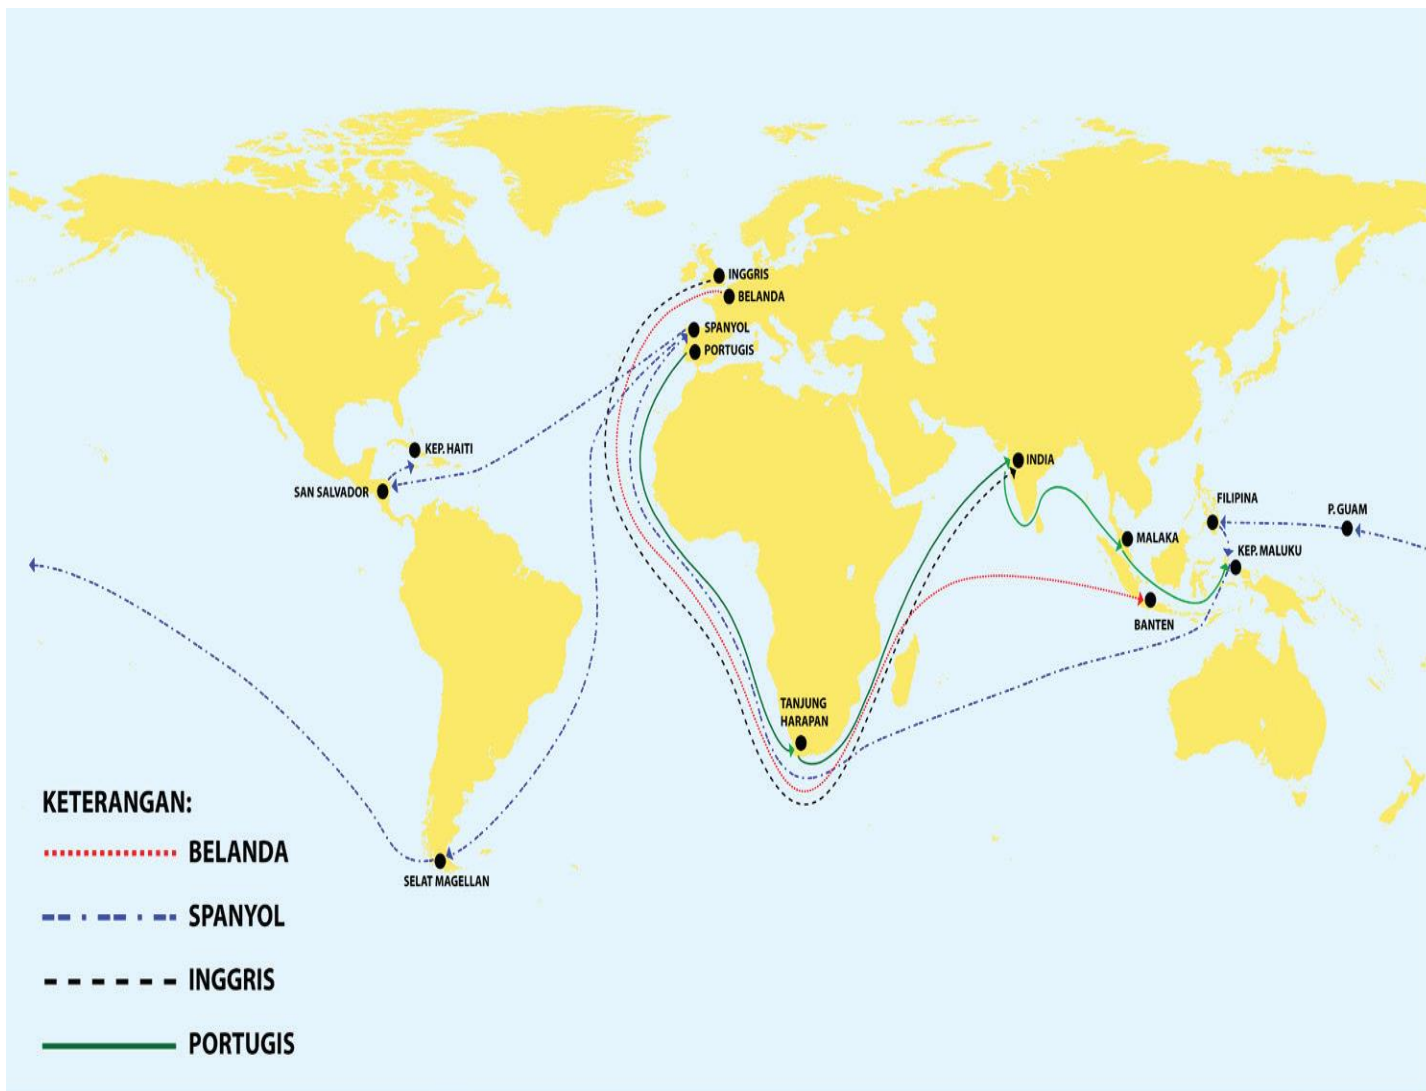 INGGRIS
BELANDA
SPANYOL
PORTUGIS
KEP. HAITI
SAN SALVADOR
INDIA
FILIPINA
P. GUAM
MALAKA
KEP. MALUKU
BANTEN
TANJUNG
HARAPAN
SELAT MAGELLAN
KETERANGAN:
BELANDA
SPANYOL
INGGRIS
PORTUGIS